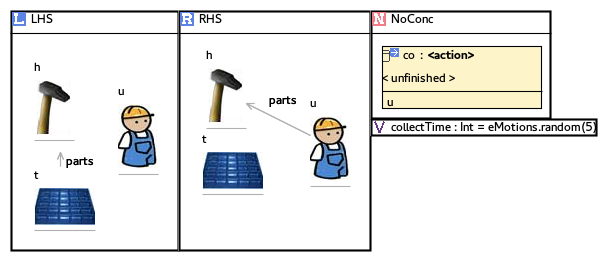 L LHS
h
u
parts
t
R RHS
h
parts
u
t
N NoConc
co : <action>
< unfinished >
u
V collectTime : Int = eMotions.random(5)